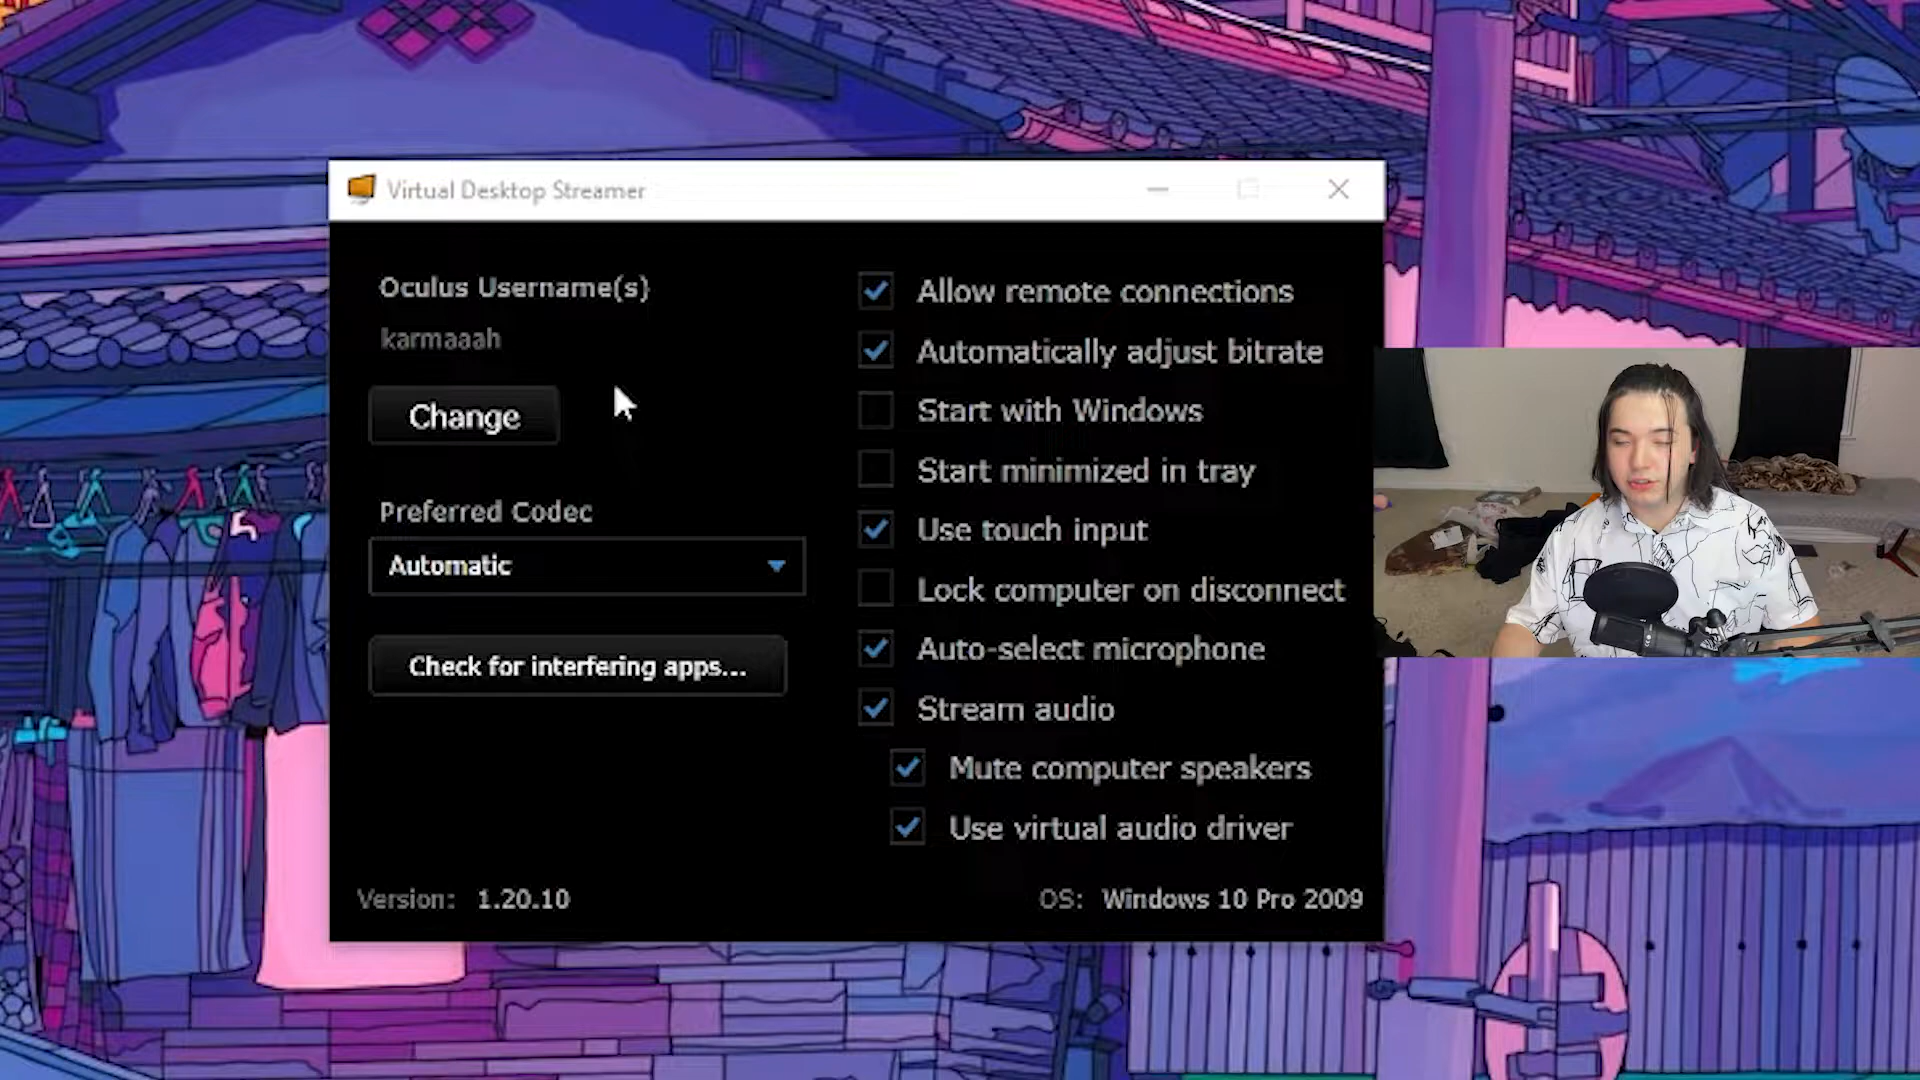 Virtual Desktop Streamer
Oculus Username(s)
karmaaah
Change
Preferred Codec
Automatic
Check for interfering apps...
Allow remote connections
Automatically adjust bitrate
Start with Windows
Start minimized in tray
Use touch input
Lock computer on disconnect
Auto-select microphone
Stream audio
Mute computer speakers
Use virtual audio driver
Version: 1.20.10
OS: Windows 10 Pro 2009